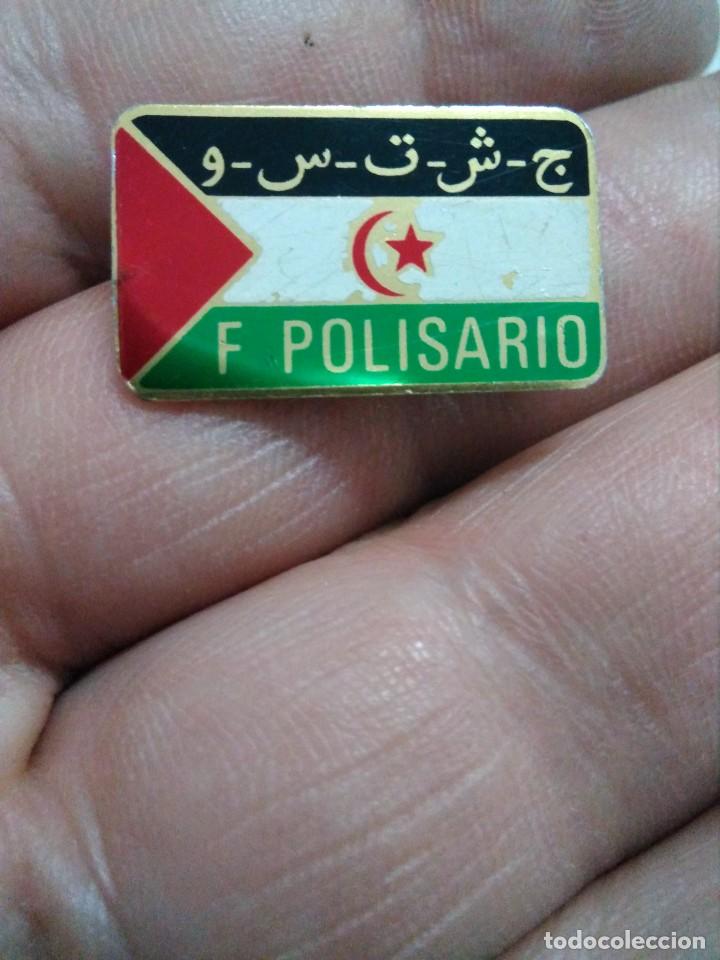 ج-ش-ت-س-و
F POLISARIO
todocoleccion